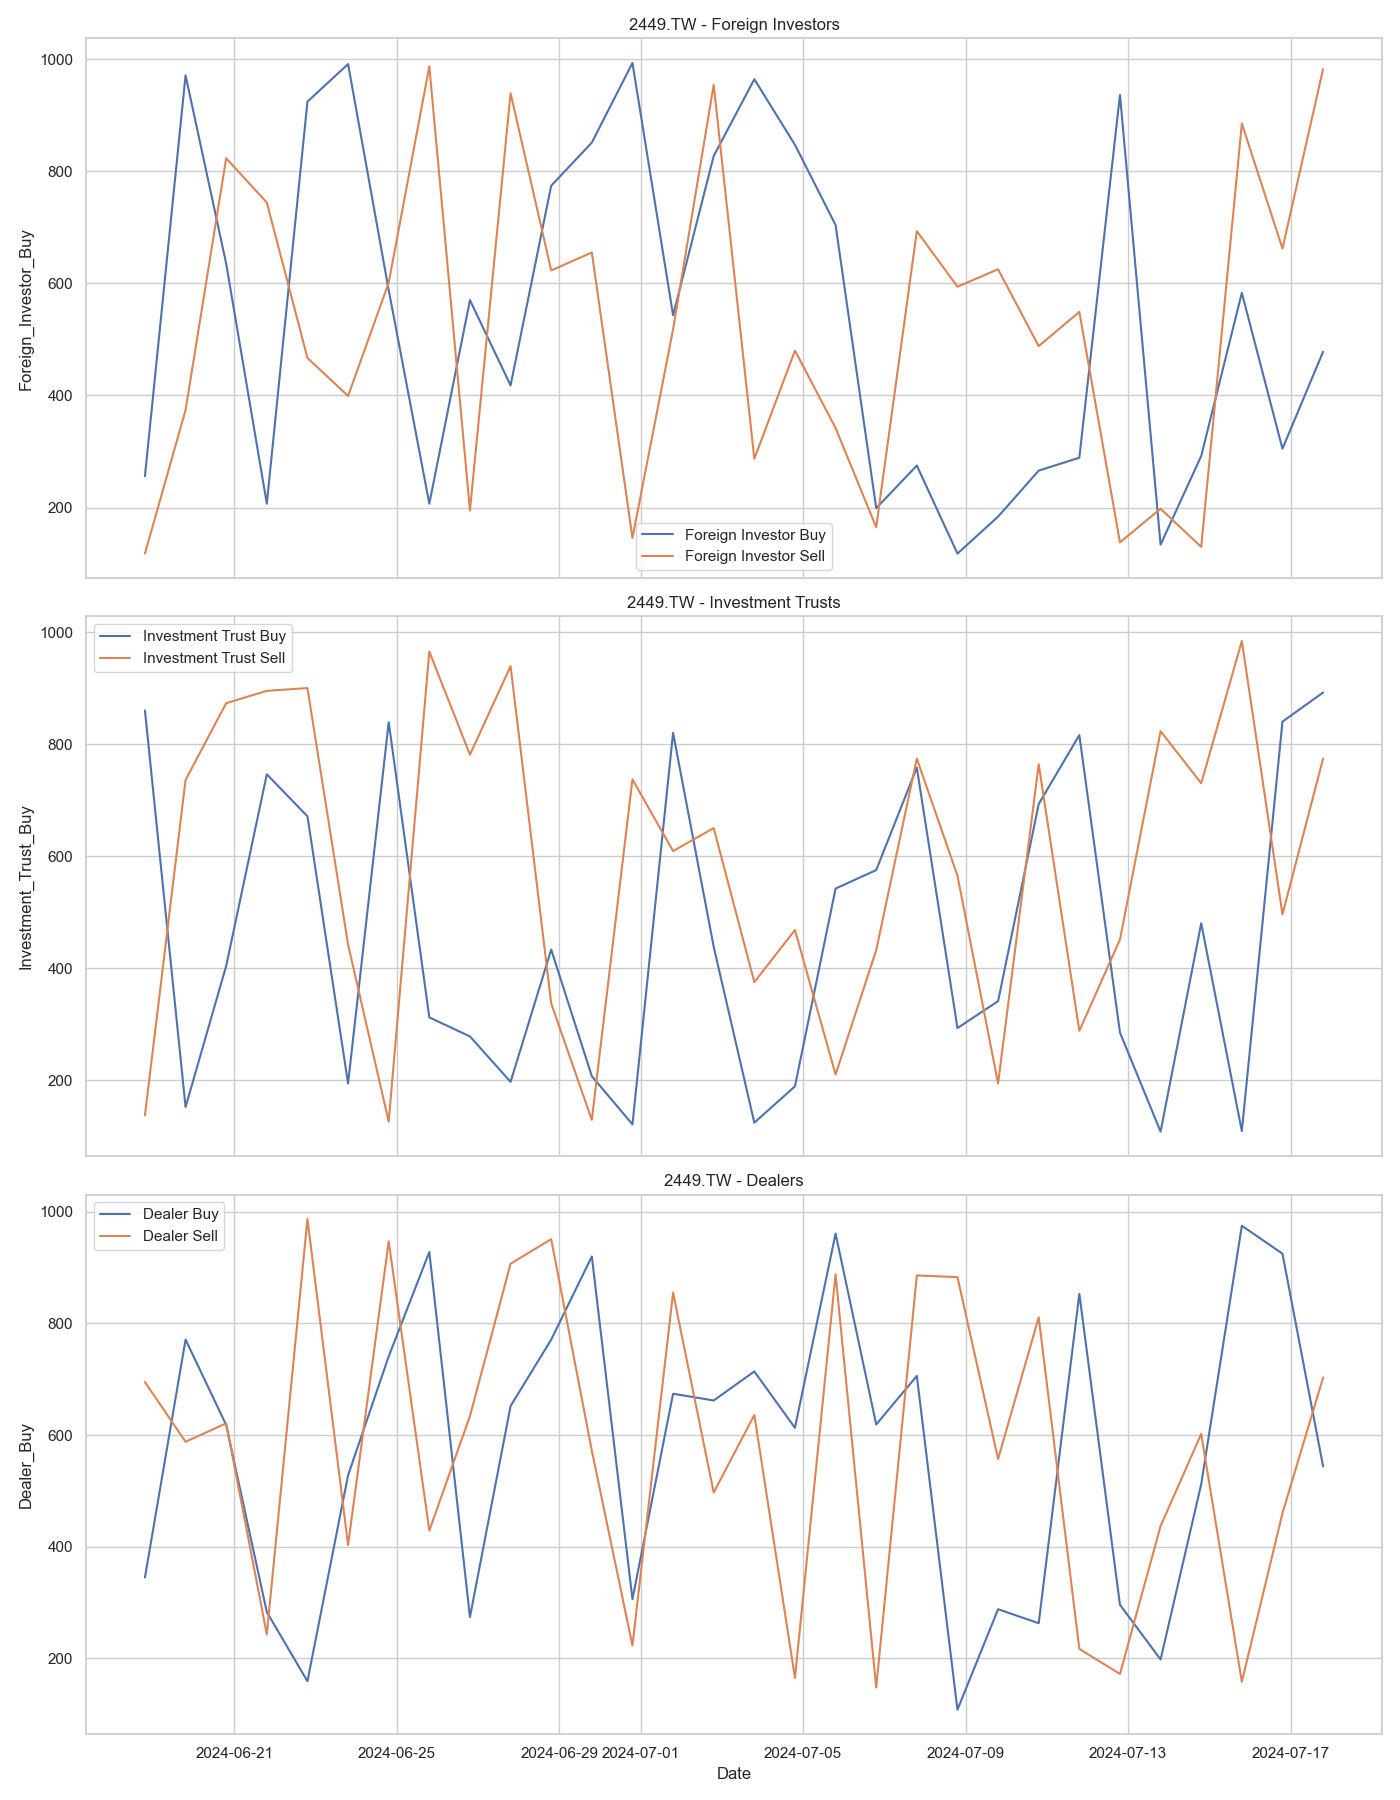 2449.TW - Foreign Investors
Foreign_Investor_Buy
1000
800
600
400
200
Foreign Investor Buy
Foreign Investor Sell
2449.TW - Investment Trusts
Investment_Trust_Buy
1000
800
600
400
200
Investment Trust Buy
Investment Trust Sell
2449.TW - Dealers
Dealer_Buy
1000
800
600
400
200
Dealer Buy
Dealer Sell
2024-06-21 2024-06-25 2024-06-29 2024-07-01 2024-07-05 2024-07-09 2024-07-13 2024-07-17
Date